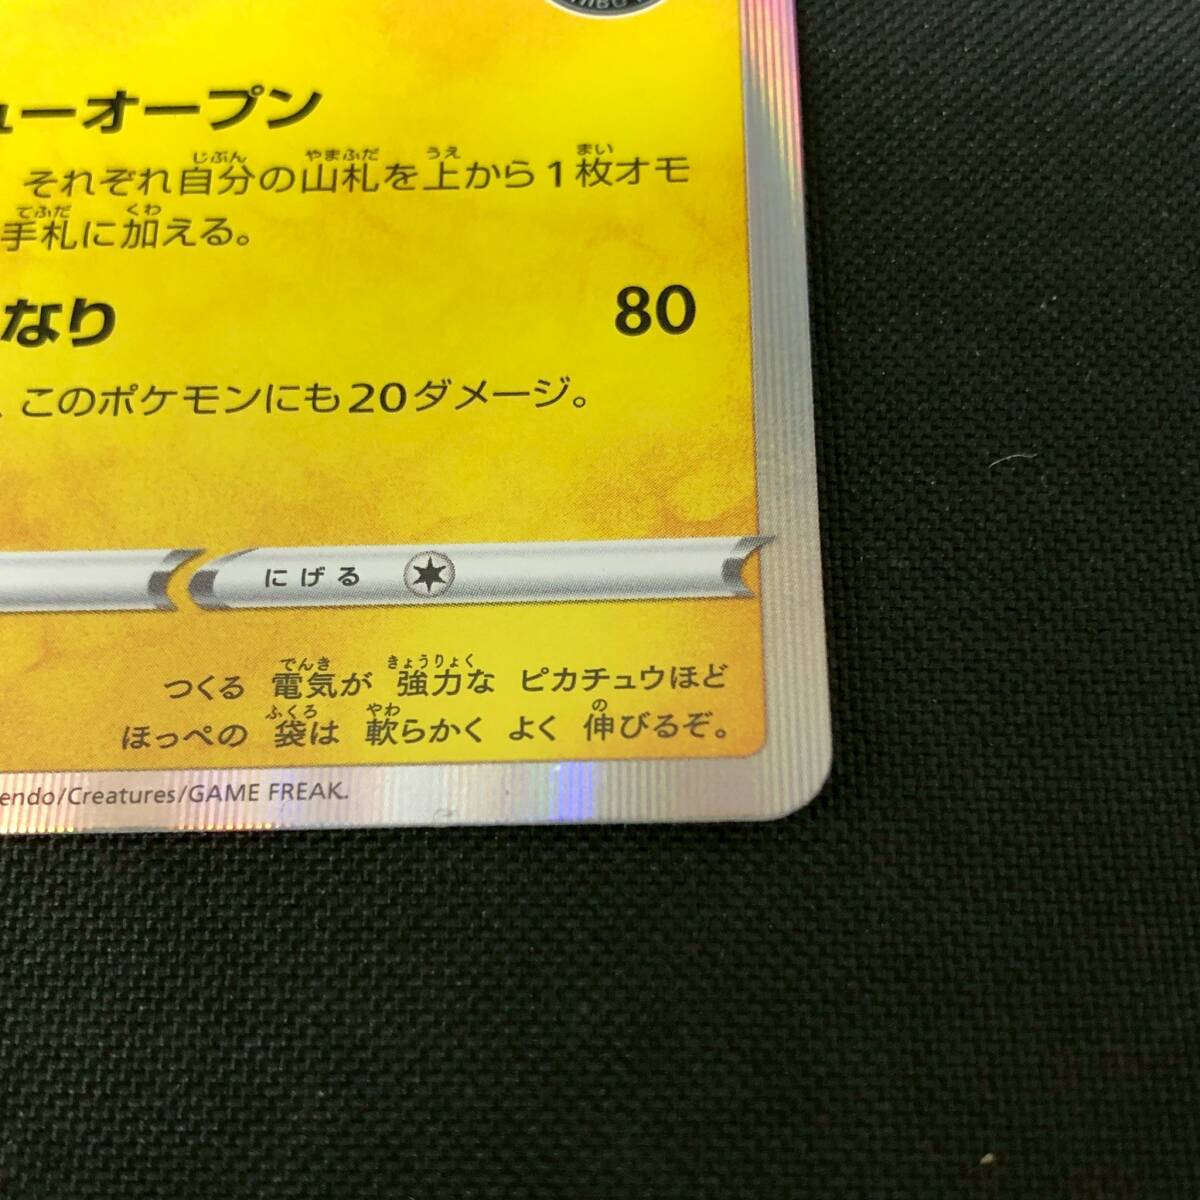 ューオープン
それぞれ自分の山札を上から1枚オモ
手札に加える。
なり 80
、このポケモンにも20ダメージ。
にげる
つくる 電気が 強力な ピカチュウほど
ほっぺの 袋は 軟らかく よく 伸びるぞ。
endo/Creatures/GAME FREAK.